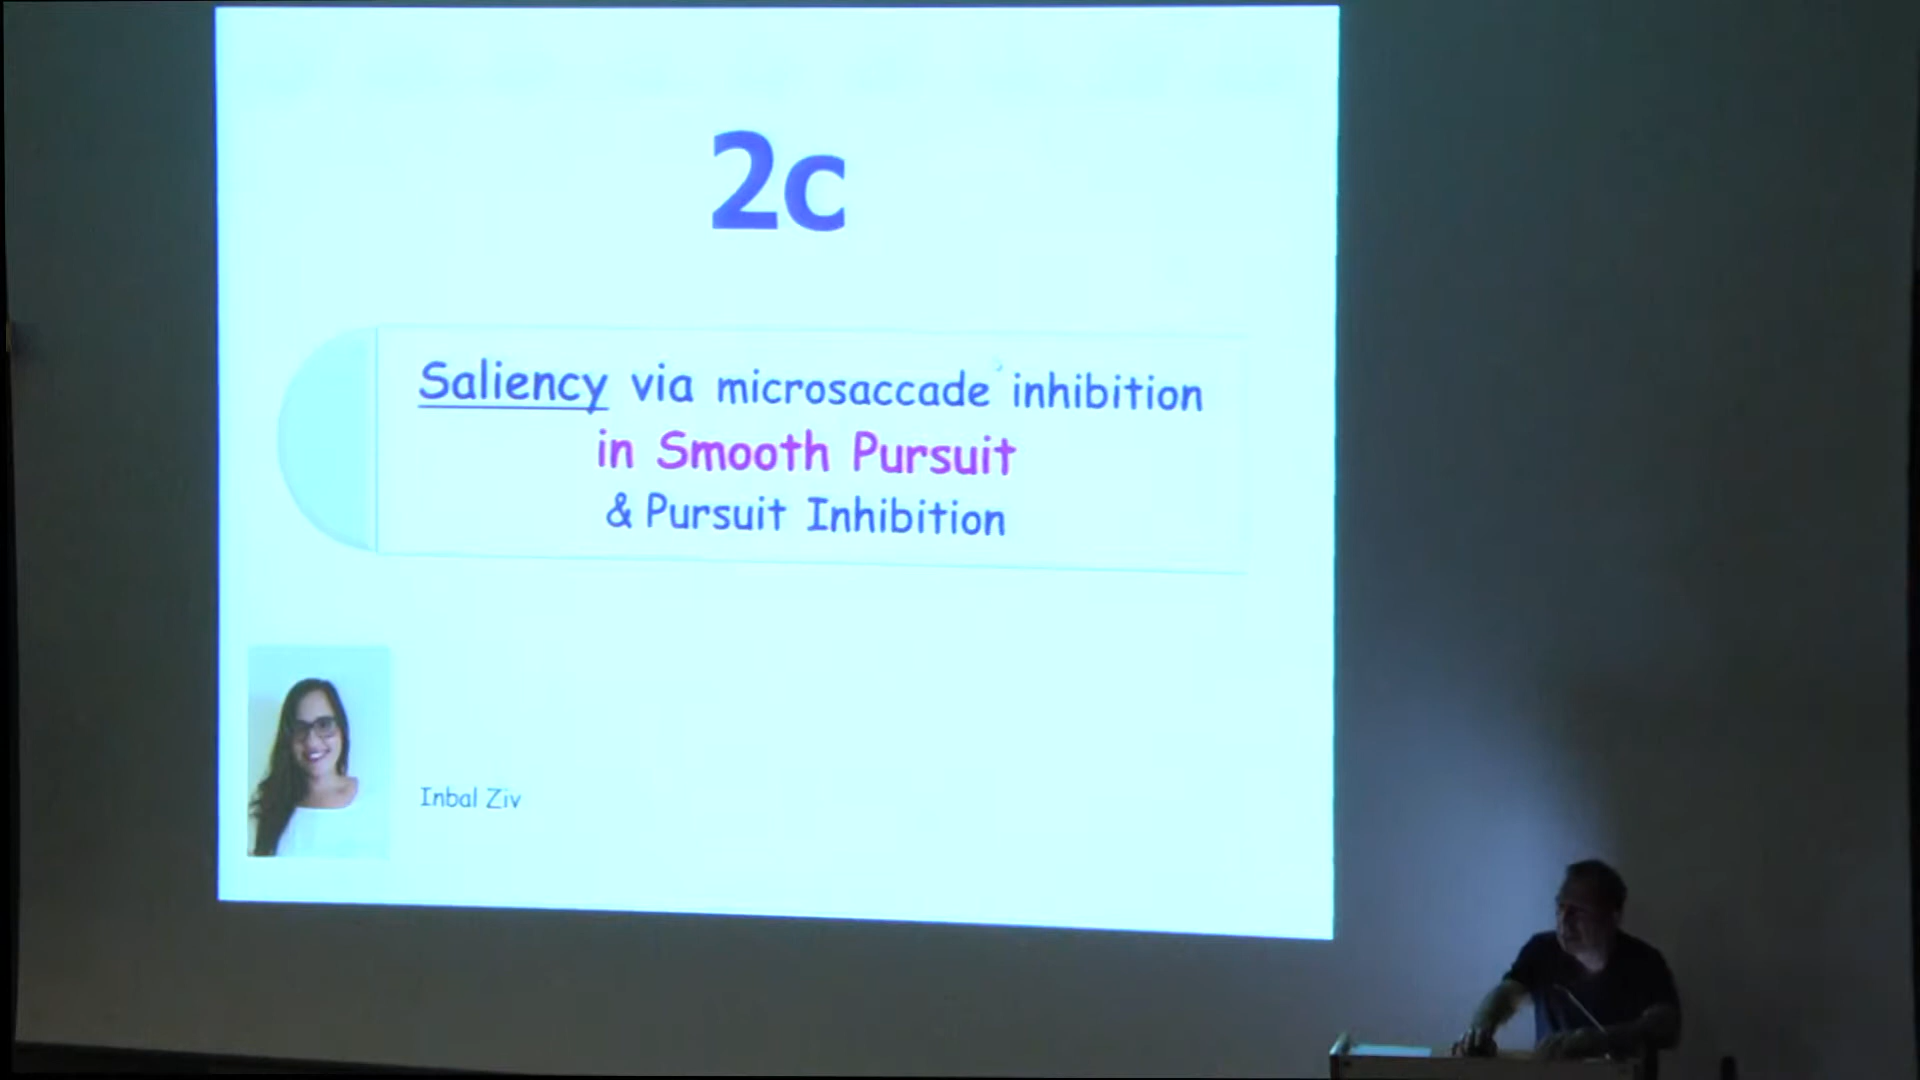 2c
Saliency via microsaccade inhibition
in Smooth Pursuit
& Pursuit Inhibition
Inbal Ziv